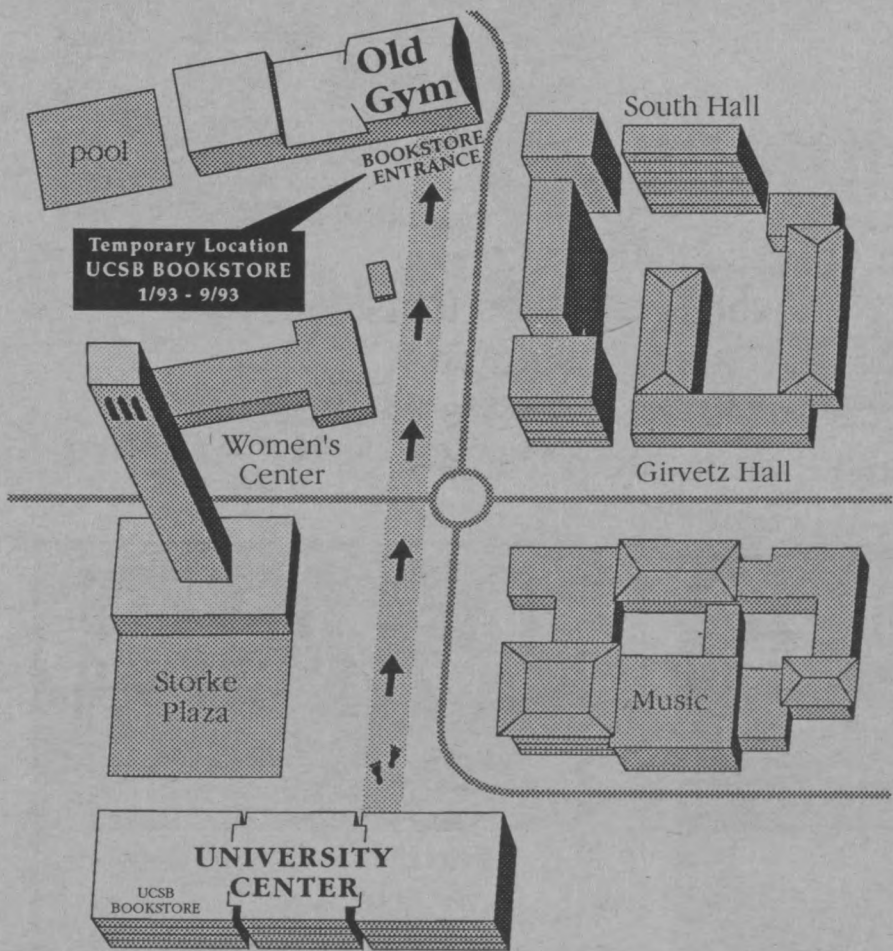 Old
Gym
pool
South Hall
BOOKSTORE
ENTRANCE
Temporary Location
UCSB BOOKSTORE
1/93 - 9/93
Women's
Center
Girvetz Hall
Storke
Plaza
Music
UNIVERSITY
CENTER
UCSB
BOOKSTORE